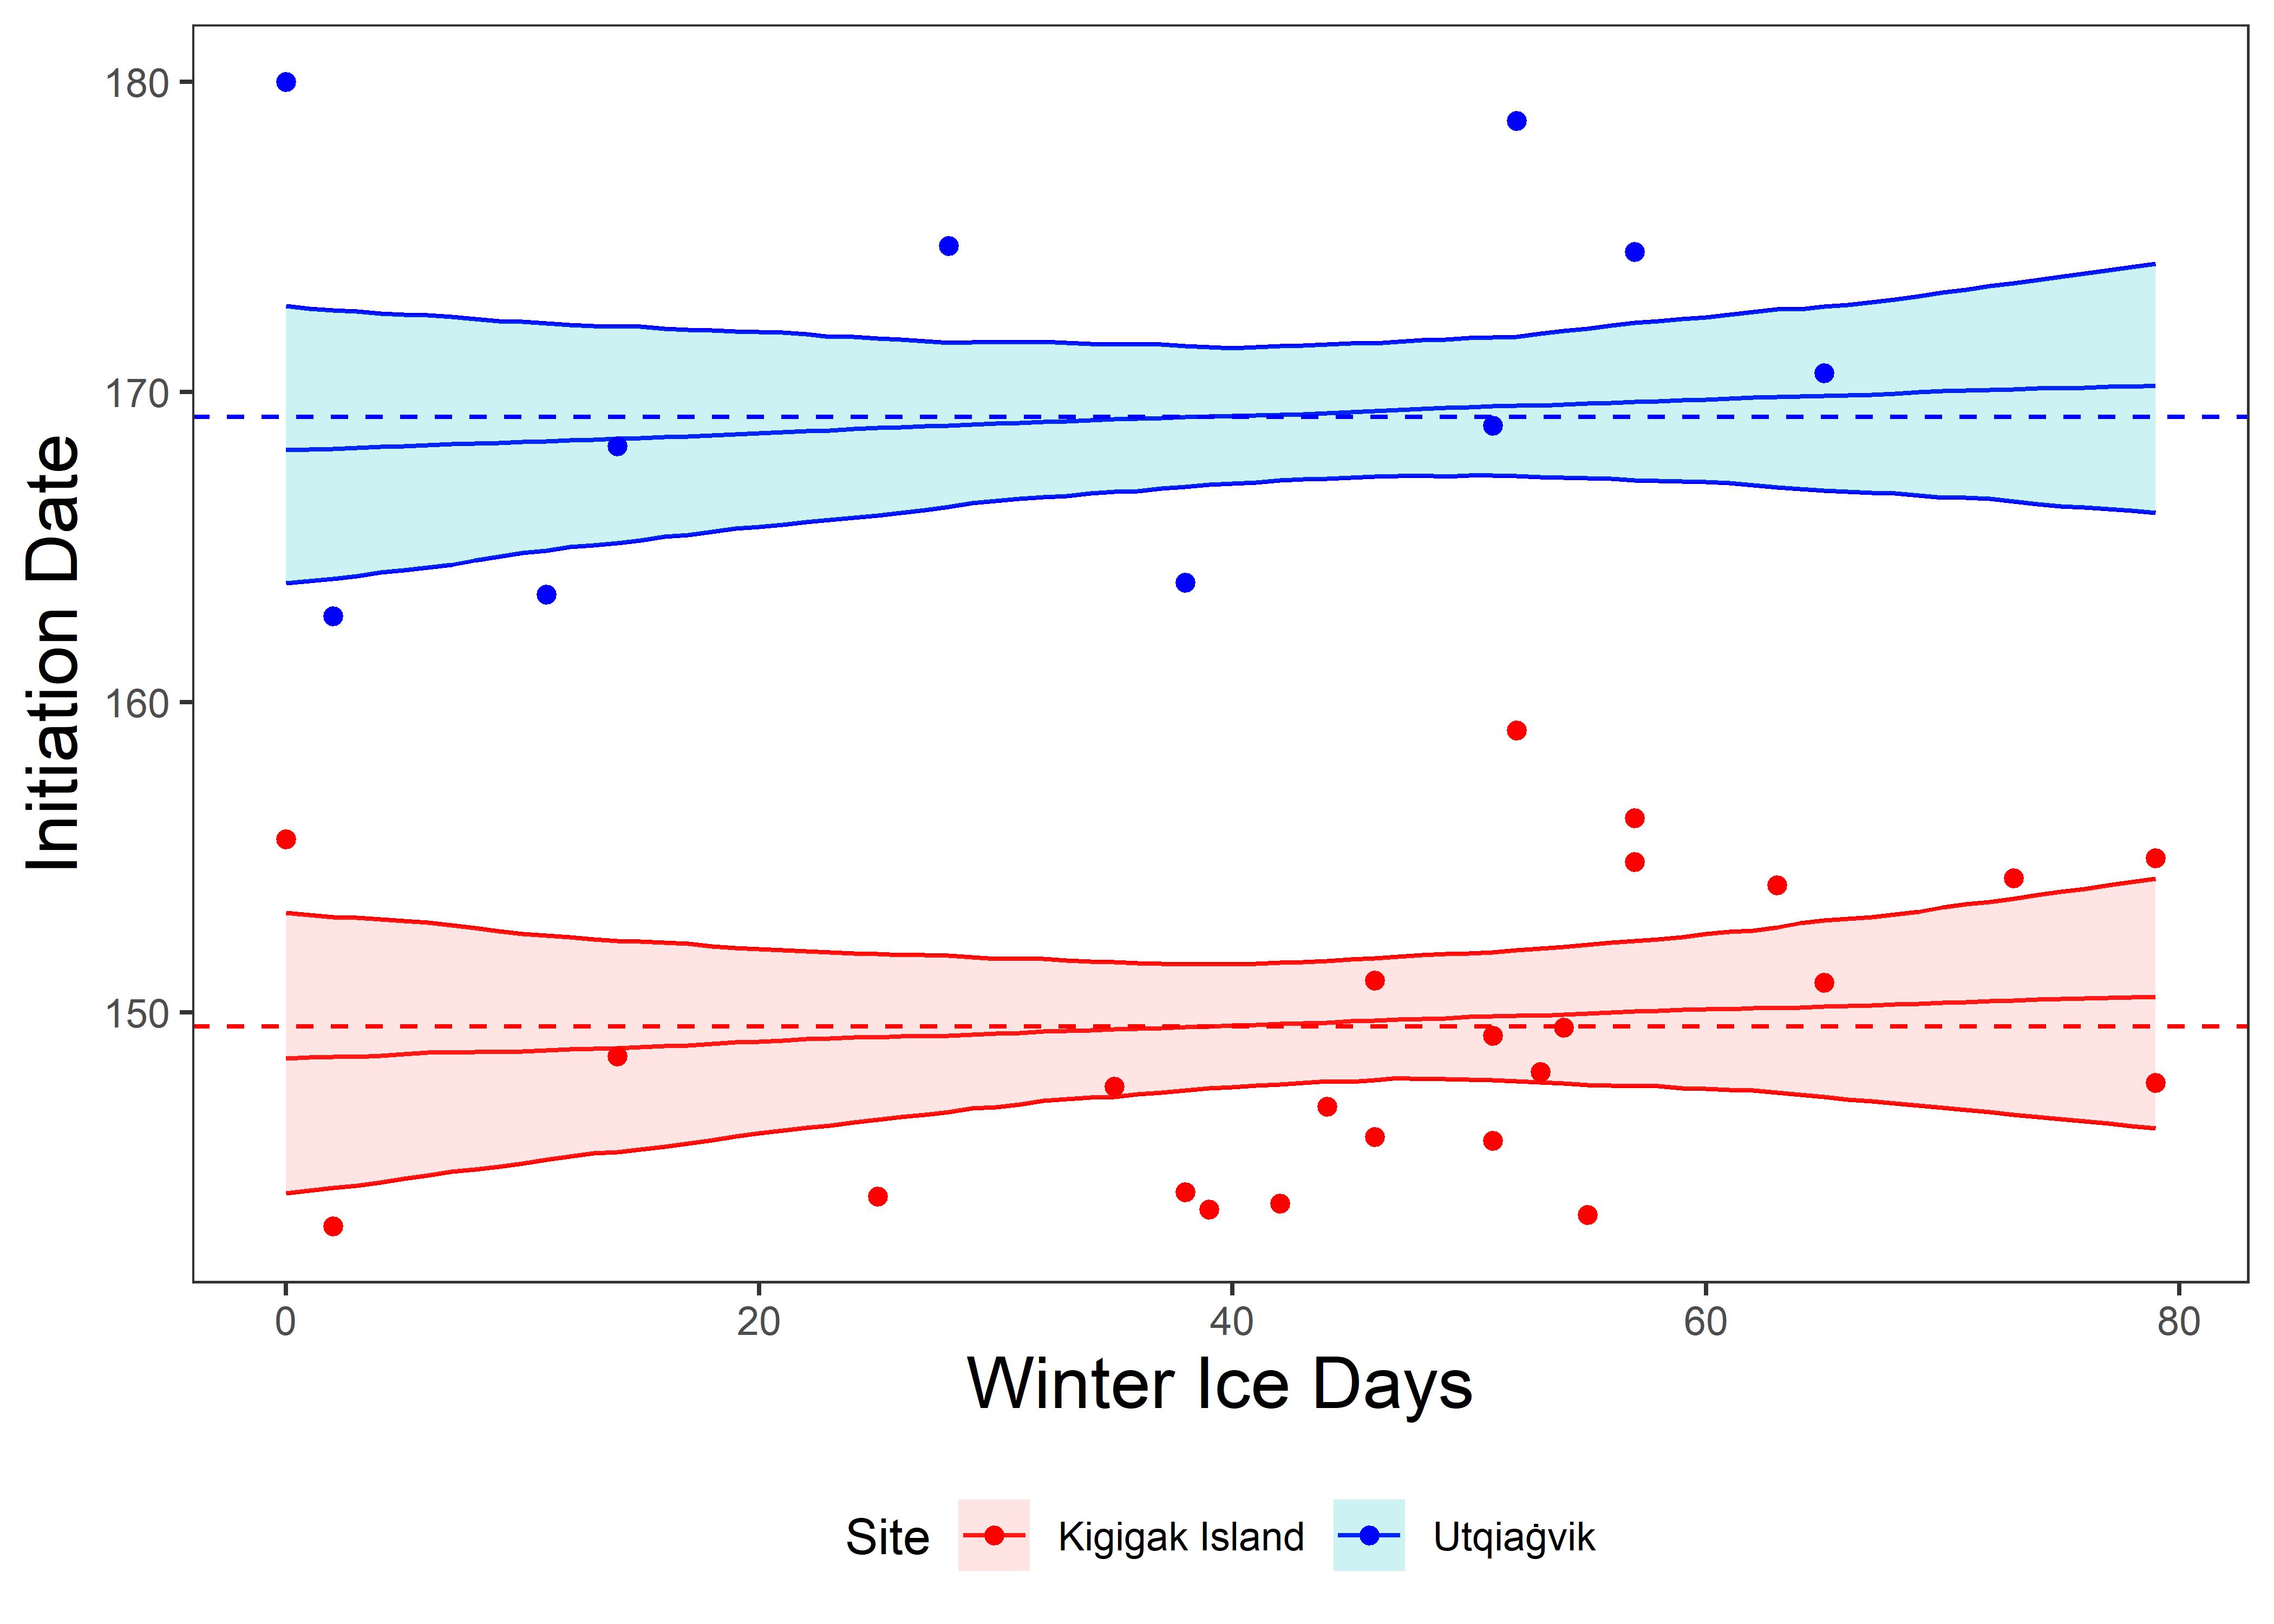 180
170
160
150
Initiation Date
0 20 40 60 80
Winter Ice Days
Site Kigigak Island Utqiaġvik